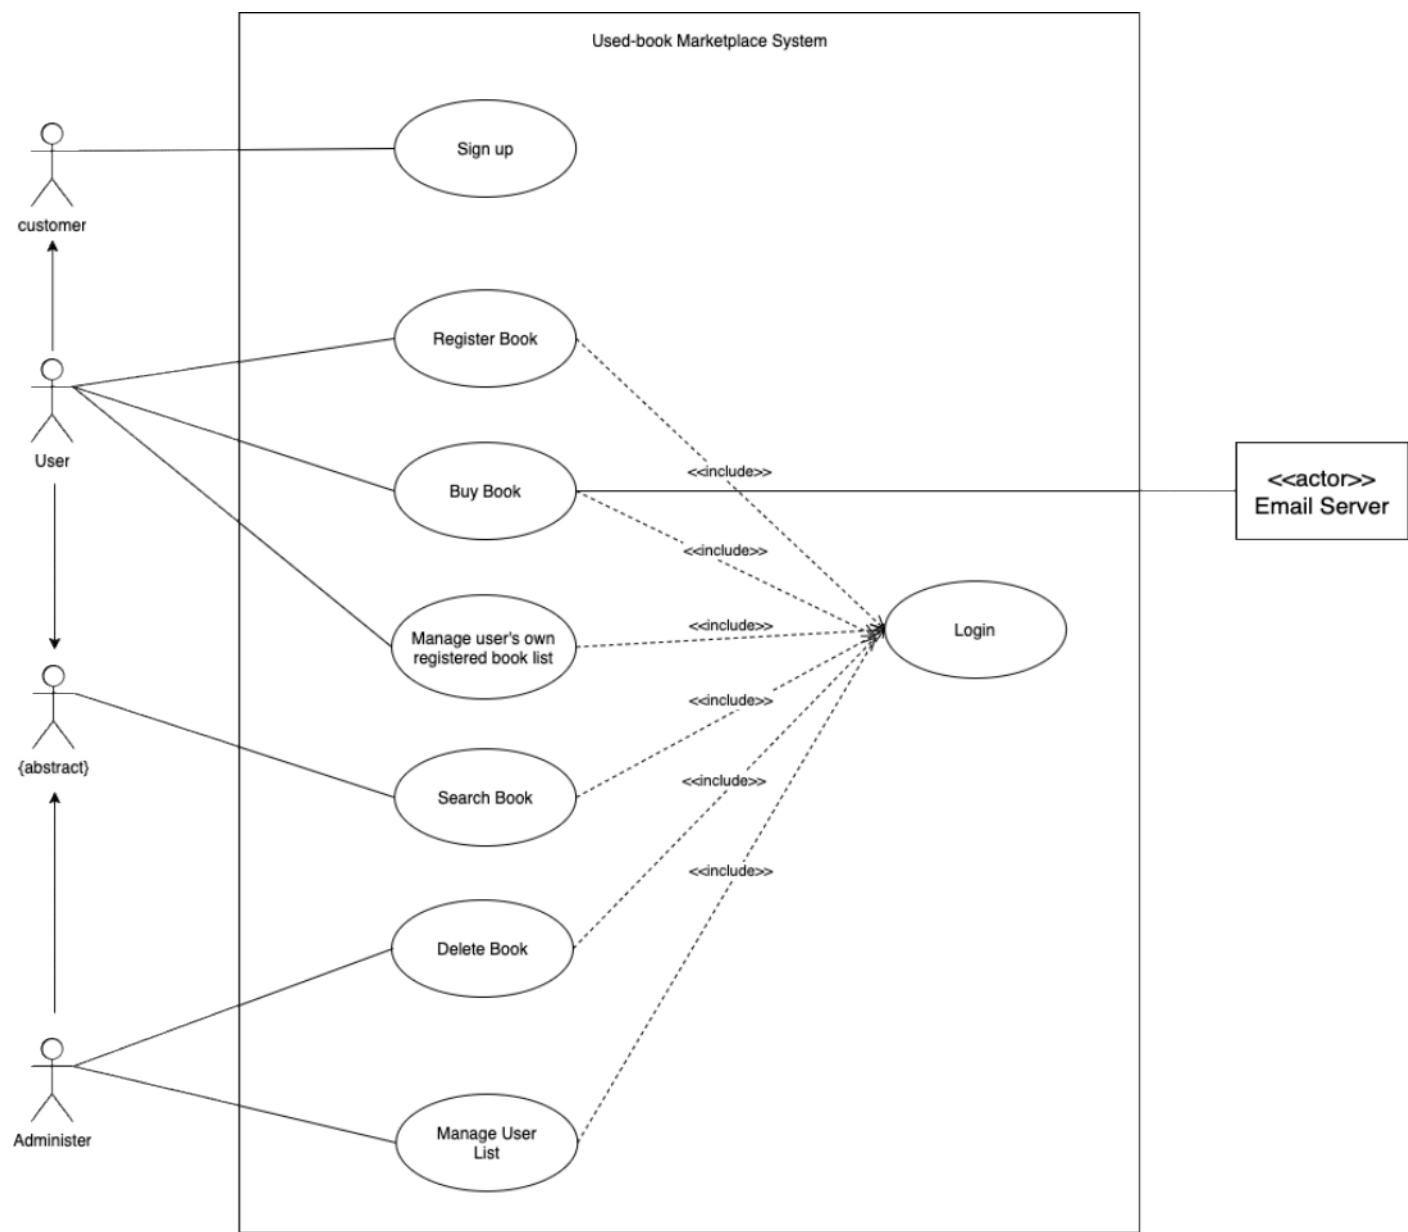 Used-book Marketplace System
Sign up
customer
Register Book
User
<<include>>
Buy Book
<<actor>>
Email Server
<<include>>
<<include>>
Manage user's own
registered book list
Login
<<include>>
{abstract}
<<include>>
Search Book
<<include>>
Delete Book
Administer
Manage User
List